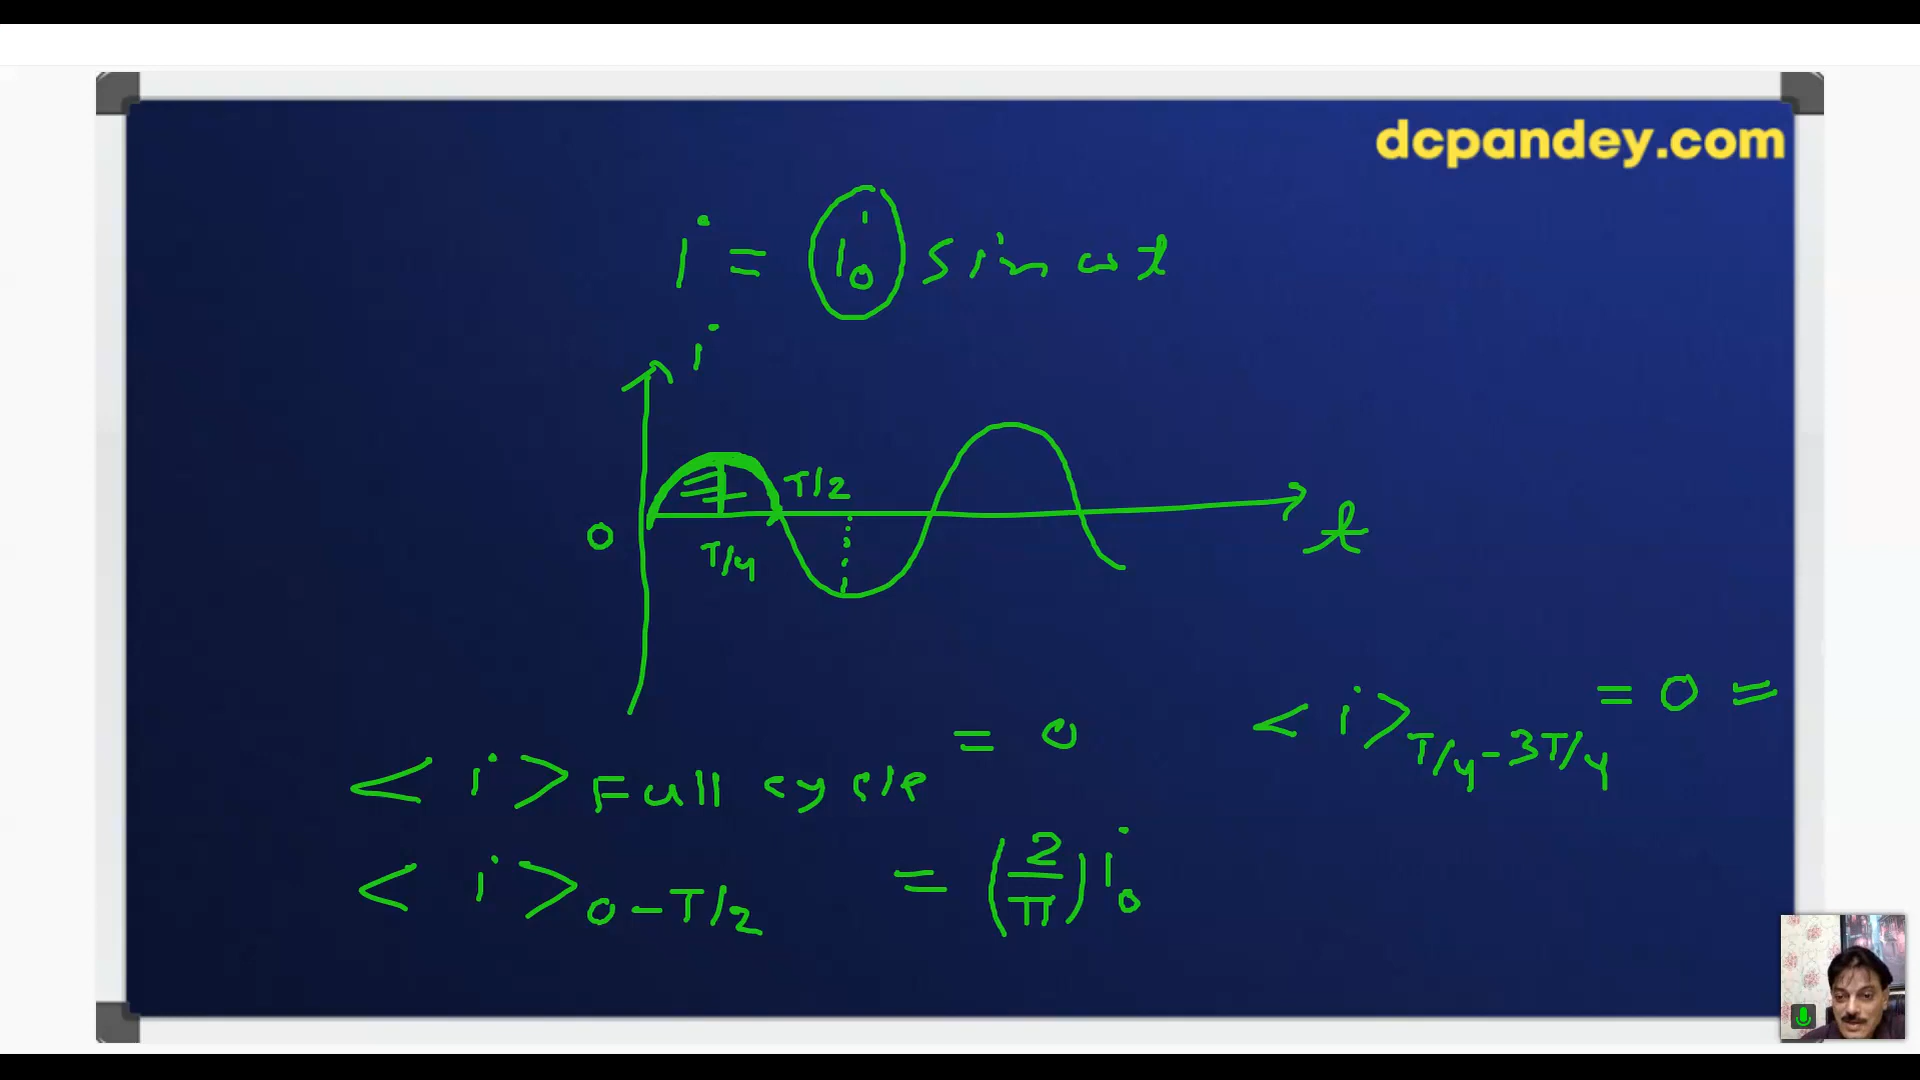 dcpandey.com
i = i₀ sin ωt
i
T/2
0
T/4
t
<i>Full cycle = 0
<i>T/4-3T/4 = 0 =
<i>0-T/2 = (2/π) i₀